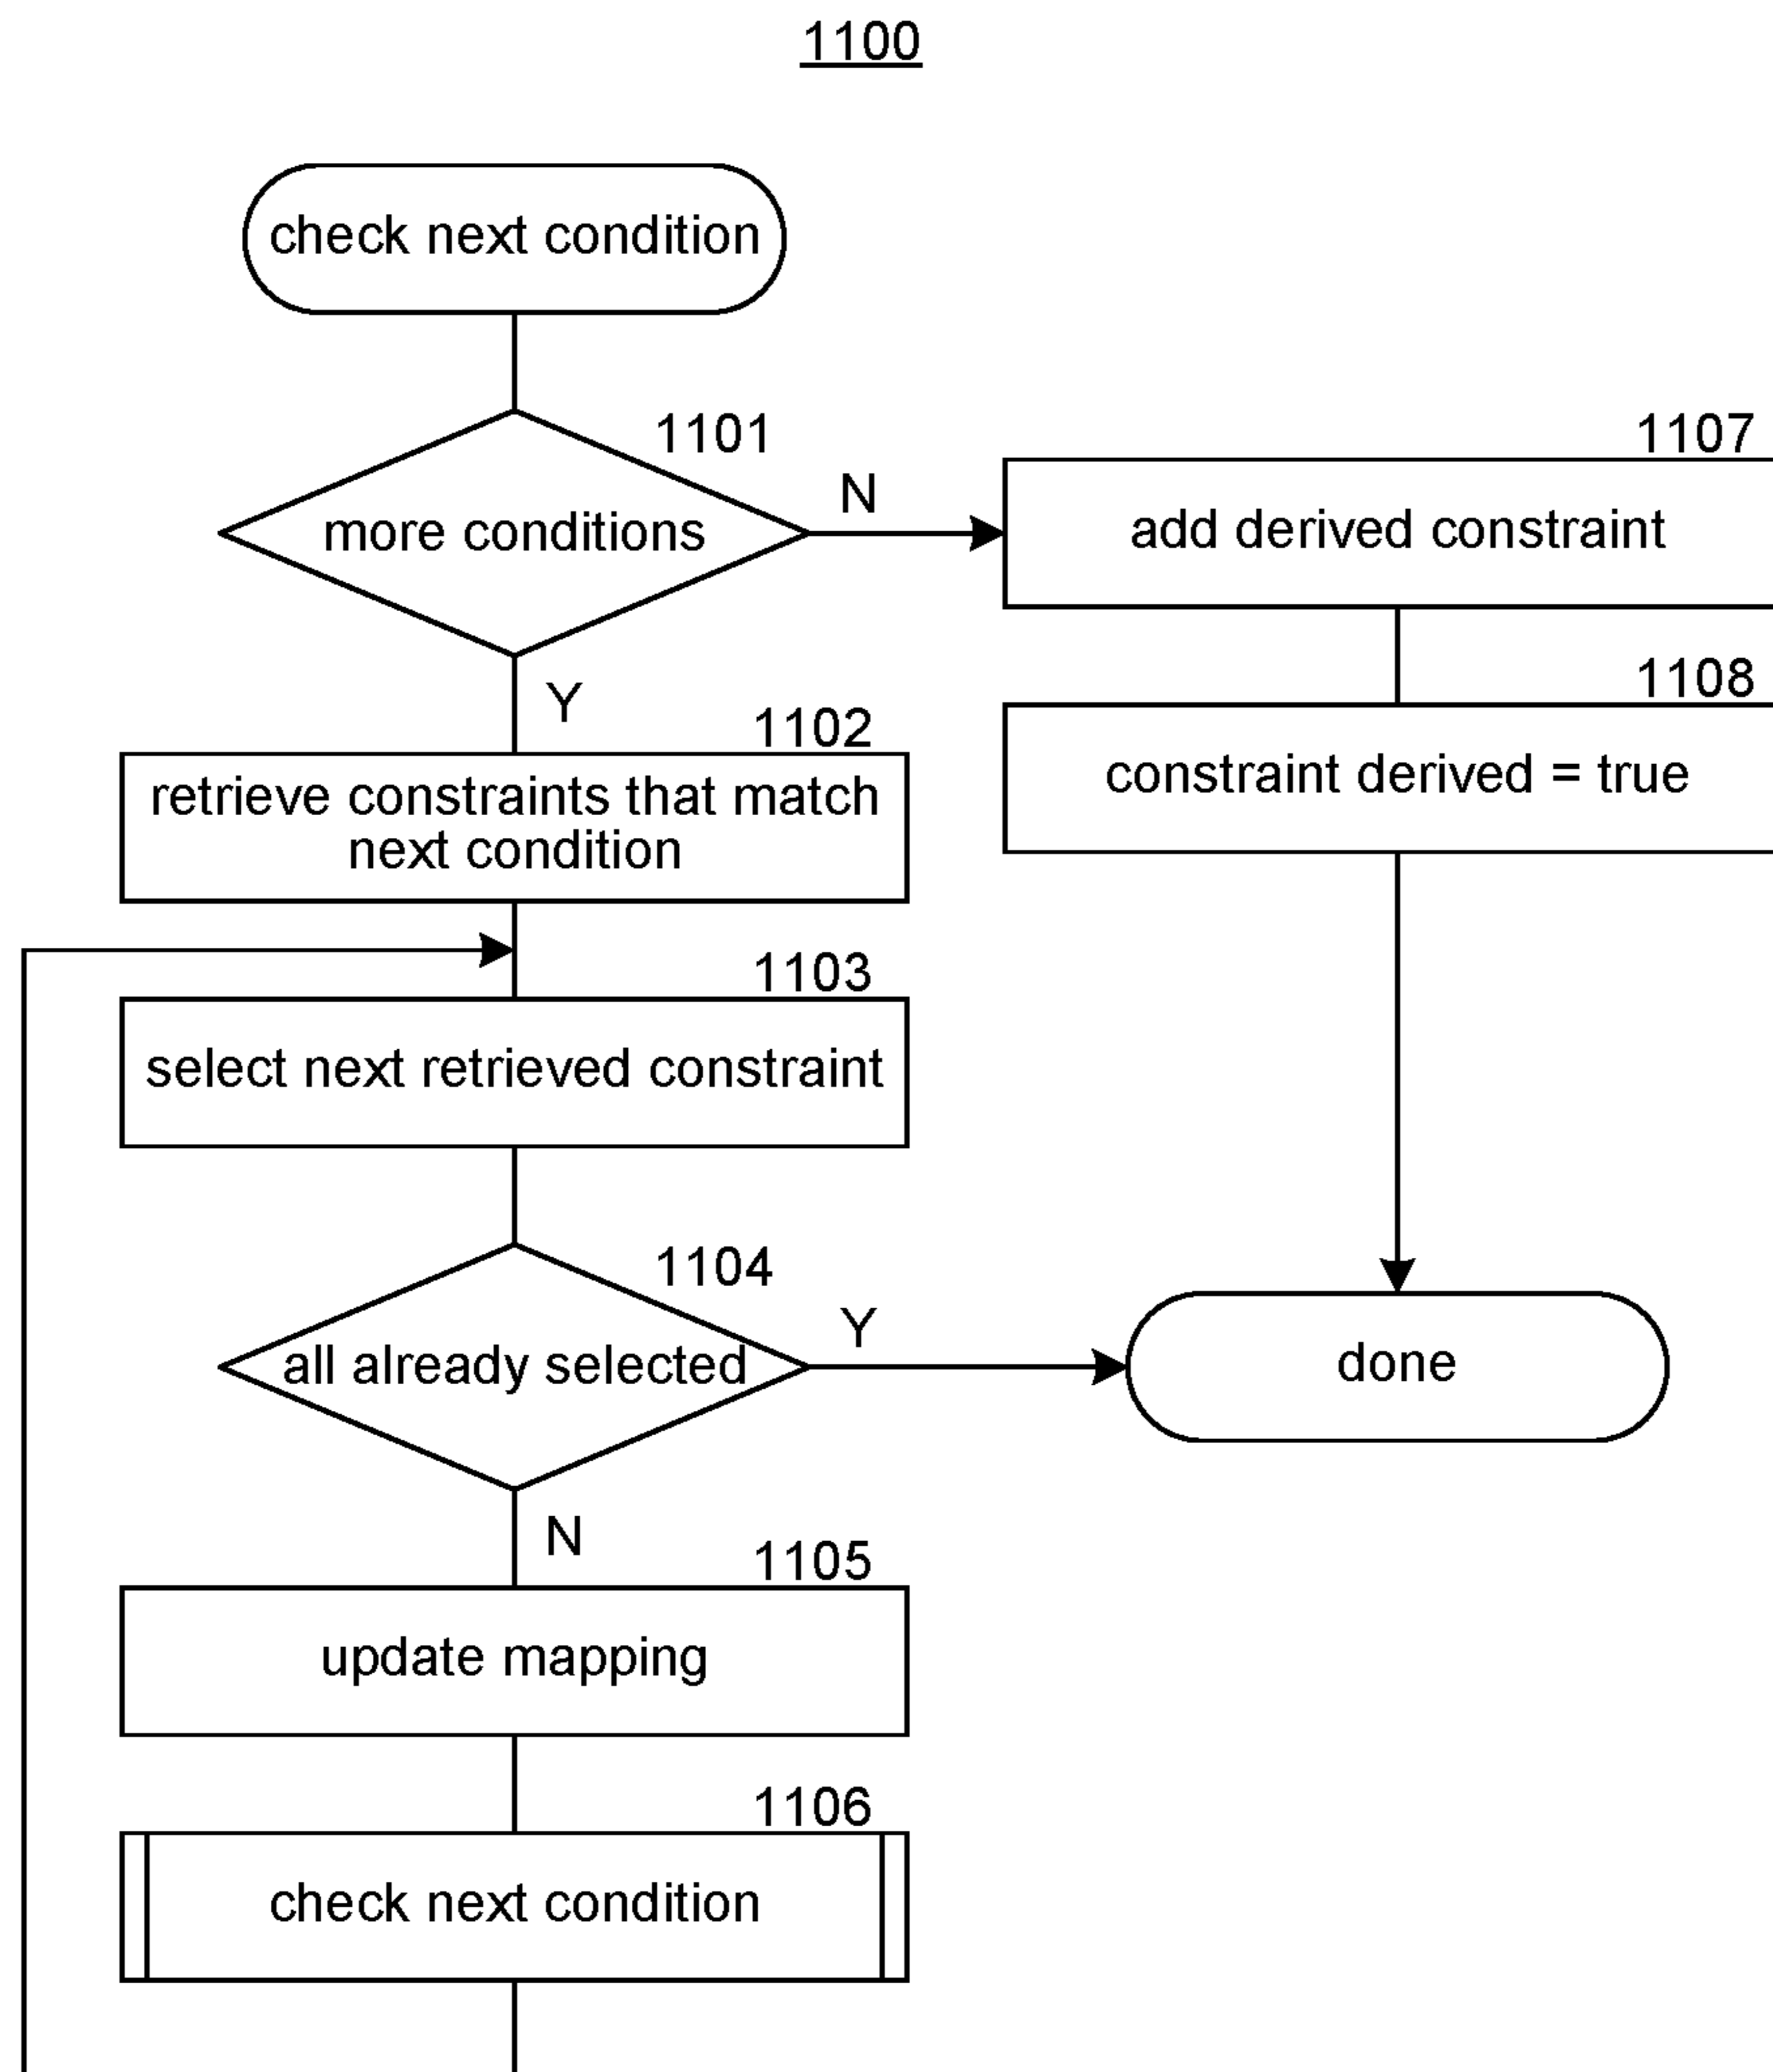 1100
check next condition
1101
more conditions
N
1107
add derived constraint
Y
1108
constraint derived = true
1102
retrieve constraints that match
next condition
1103
select next retrieved constraint
1104
all already selected
Y
done
N
1105
update mapping
1106
check next condition